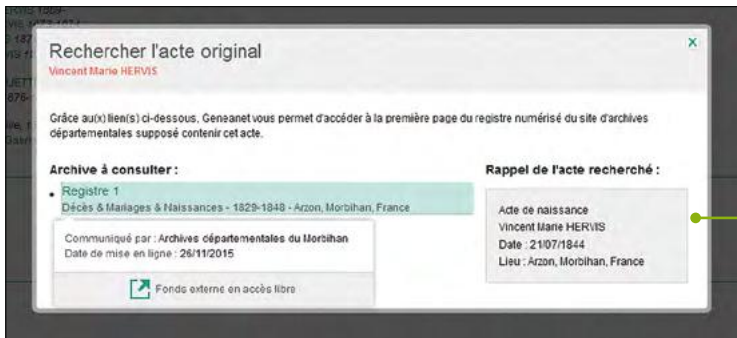 Rechercher l'acte original
x
Vincent Marie HERVIS
Grâce au(x) lien(s) ci-dessous, Geneanet vous permet d'accéder à la première page du registre numérisé du site d'archives
départementales supposé contenir cet acte.
Archive à consulter :
• Registre 1
Décès & Mariages & Naissances - 1829-1848 - Arzon, Morbihan, France
Communiqué par : Archives départementales du Morbihan
Date de mise en ligne : 26/11/2015
Fonds externe en accès libre
Rappel de l'acte recherché :
Acte de naissance
Vincent Marie HERVIS
Date : 21/07/1844
Lieu : Arzon, Morbihan, France